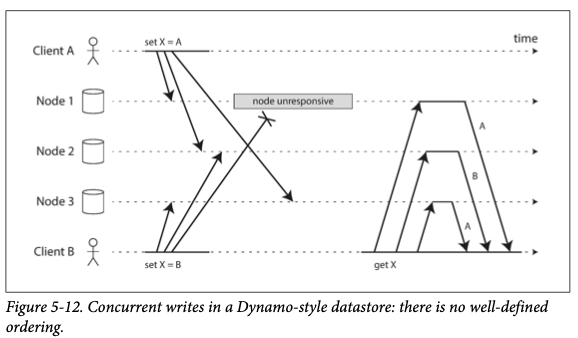 time
Client A
set X = A
Node 1
node unresponsive
A
Node 2
B
Node 3
A
Client B
set X = B
get X
Figure 5-12. Concurrent writes in a Dynamo-style datastore: there is no well-defined
ordering.